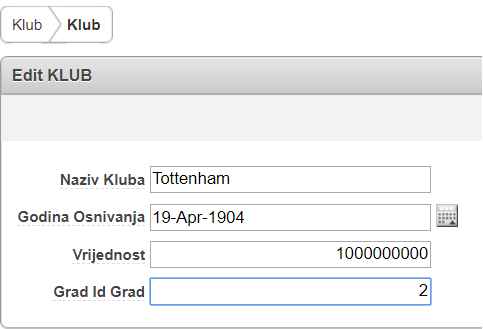 Klub Klub
Edit KLUB
Naziv Kluba Tottenham
Godina Osnivanja 19-Apr-1904
Vrijednost 1000000000
Grad Id Grad 2